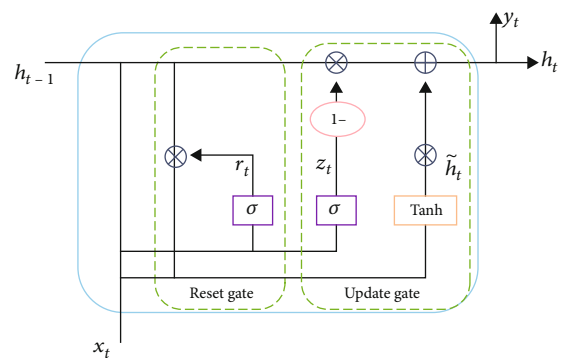 y_t
h_{t−1}
h_t
1−
r_t
z_t
h̃_t
σ
σ
Tanh
Reset gate
Update gate
x_t